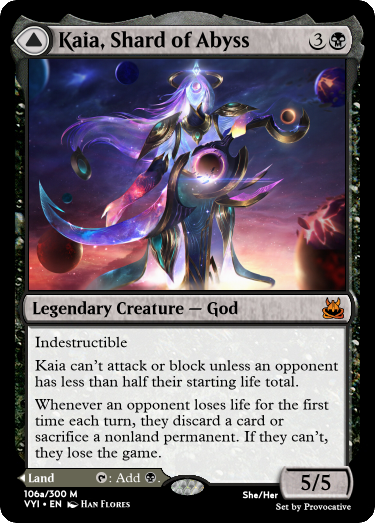 Kaia, Shard of Abyss 3
Legendary Creature — God
Indestructible
Kaia can't attack or block unless an opponent
has less than half their starting life total.
Whenever an opponent loses life for the first
time each turn, they discard a card or
sacrifice a nonland permanent. If they can't,
they lose the game.
Land : Add .
5/5
106a/300 M
VYI • EN Han Flores
She/Her
Set by Provocative